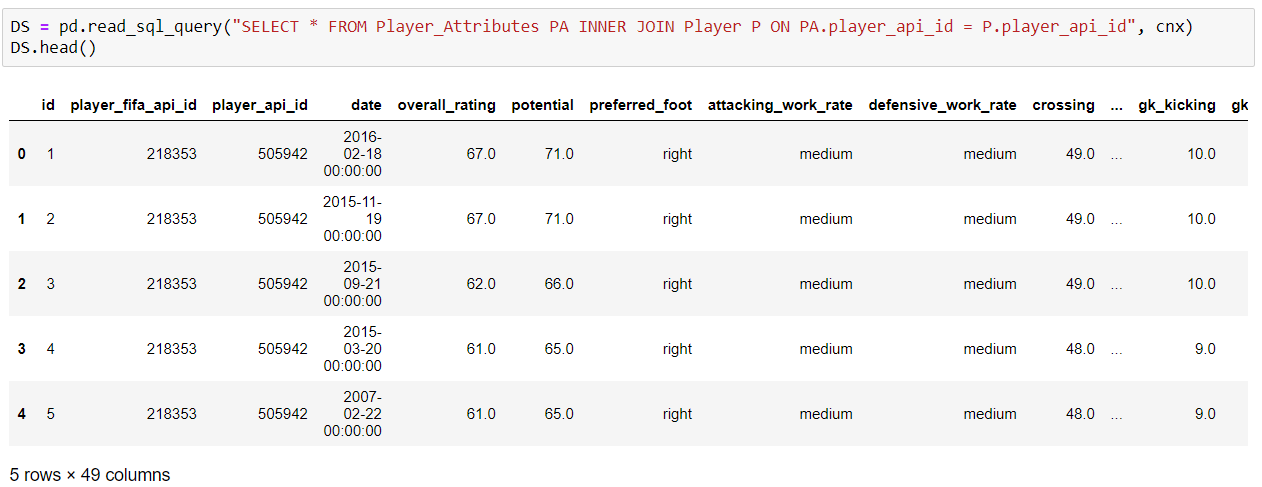 DS = pd.read_sql_query("SELECT * FROM Player_Attributes PA INNER JOIN Player P ON PA.player_api_id = P.player_api_id", cnx)
DS.head()
id player_fifa_api_id player_api_id date overall_rating potential preferred_foot attacking_work_rate defensive_work_rate crossing ... gk_kicking gk
2016-
0 1 218353 505942 02-18 67.0 71.0 right medium medium 49.0 ... 10.0
00:00:00
2015-11-
1 2 218353 505942 19 67.0 71.0 right medium medium 49.0 ... 10.0
00:00:00
2015-
2 3 218353 505942 09-21 62.0 66.0 right medium medium 49.0 ... 10.0
00:00:00
2015-
3 4 218353 505942 03-20 61.0 65.0 right medium medium 48.0 ... 9.0
00:00:00
2007-
4 5 218353 505942 02-22 61.0 65.0 right medium medium 48.0 ... 9.0
00:00:00
5 rows × 49 columns